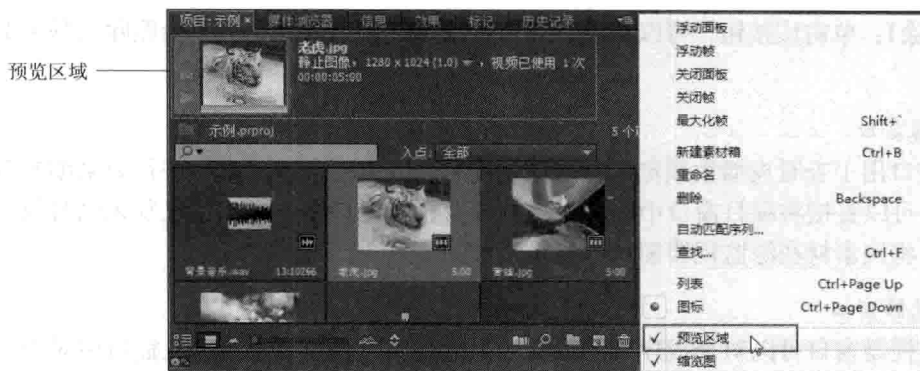 项目:示例× 媒体浏览器 信息 效果 标记 历史记录
老虎.jpg
静止图像, 1280 x 1024 (1.0) , 视频已使用 1 次
00:00:05:00
预览区域
示例.prproj
5 个
入点: 全部
背景音乐.wav 13:10296
老虎.jpg 5:00
.jpg 5:00
浮动面板
浮动帧
关闭面板
关闭帧
最大化帧 Shift+`
新建素材箱 Ctrl+B
重命名
删除 Backspace
自动匹配序列...
查找... Ctrl+F
列表 Ctrl+Page Up
图标 Ctrl+Page Down
预览区域
缩览图